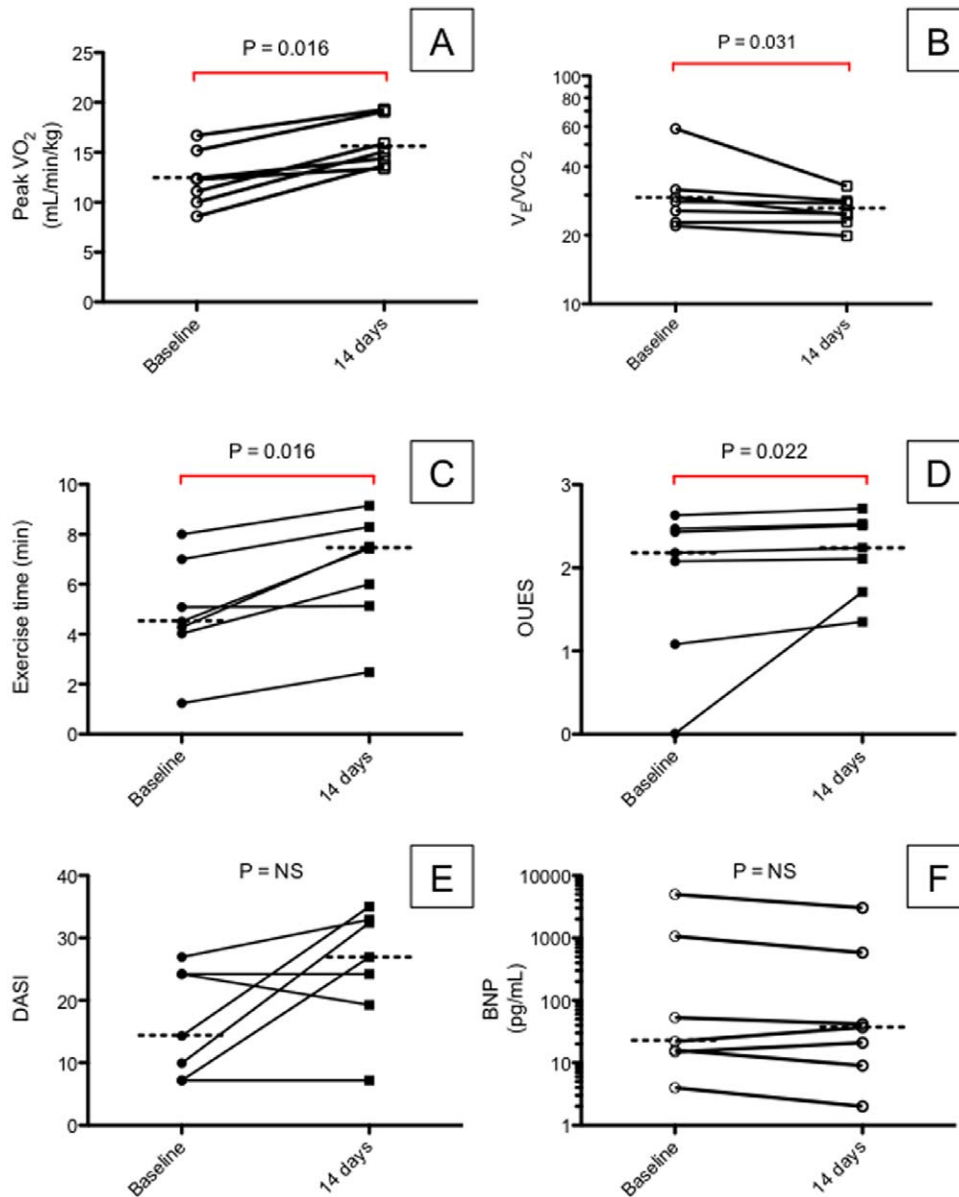 P = 0.016
A
25
20
15
10
5
0
Peak VO2
(mL/min/kg)
Baseline
14 days
P = 0.031
B
100
80
60
40
20
10
VE/VCO2
Baseline
14 days
P = 0.016
C
10
8
6
4
2
0
Exercise time (min)
Baseline
14 days
P = 0.022
D
3
2
1
0
OUES
Baseline
14 days
P = NS
E
40
30
20
10
0
DASI
Baseline
14 days
P = NS
F
10000
1000
100
10
1
BNP
(pg/mL)
Baseline
14 days